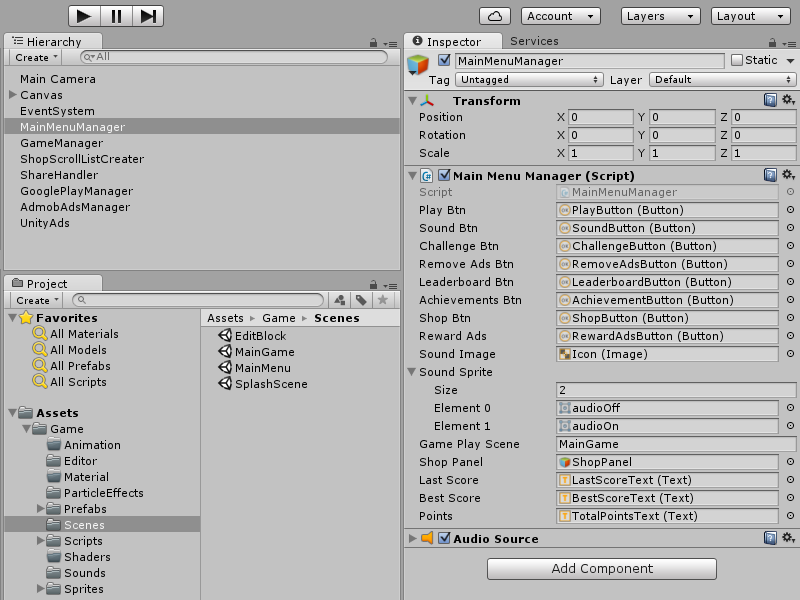 Account
Layers
Layout
Hierarchy
Create
All
Main Camera
Canvas
EventSystem
MainMenuManager
GameManager
ShopScrollListCreater
ShareHandler
GooglePlayManager
AdmobAdsManager
UnityAds
Project
Create
Favorites
All Materials
All Models
All Prefabs
All Scripts
Assets
Game
Animation
Editor
Material
ParticleEffects
Prefabs
Scenes
Scripts
Shaders
Sounds
Sprites
Assets Game Scenes
EditBlock
MainGame
MainMenu
SplashScene
Inspector Services
MainMenuManager Static
Tag Untagged Layer Default
Transform
Position X 0 Y 0 Z 0
Rotation X 0 Y 0 Z 0
Scale X 1 Y 1 Z 1
Main Menu Manager (Script)
Script MainMenuManager
Play Btn PlayButton (Button)
Sound Btn SoundButton (Button)
Challenge Btn ChallengeButton (Button)
Remove Ads Btn RemoveAdsButton (Button)
Leaderboard Btn LeaderboardButton (Button)
Achievements Btn AchievementButton (Button)
Shop Btn ShopButton (Button)
Reward Ads RewardAdsButton (Button)
Sound Image Icon (Image)
Sound Sprite
Size 2
Element 0 audioOff
Element 1 audioOn
Game Play Scene MainGame
Shop Panel ShopPanel
Last Score LastScoreText (Text)
Best Score BestScoreText (Text)
Points TotalPointsText (Text)
Audio Source
Add Component